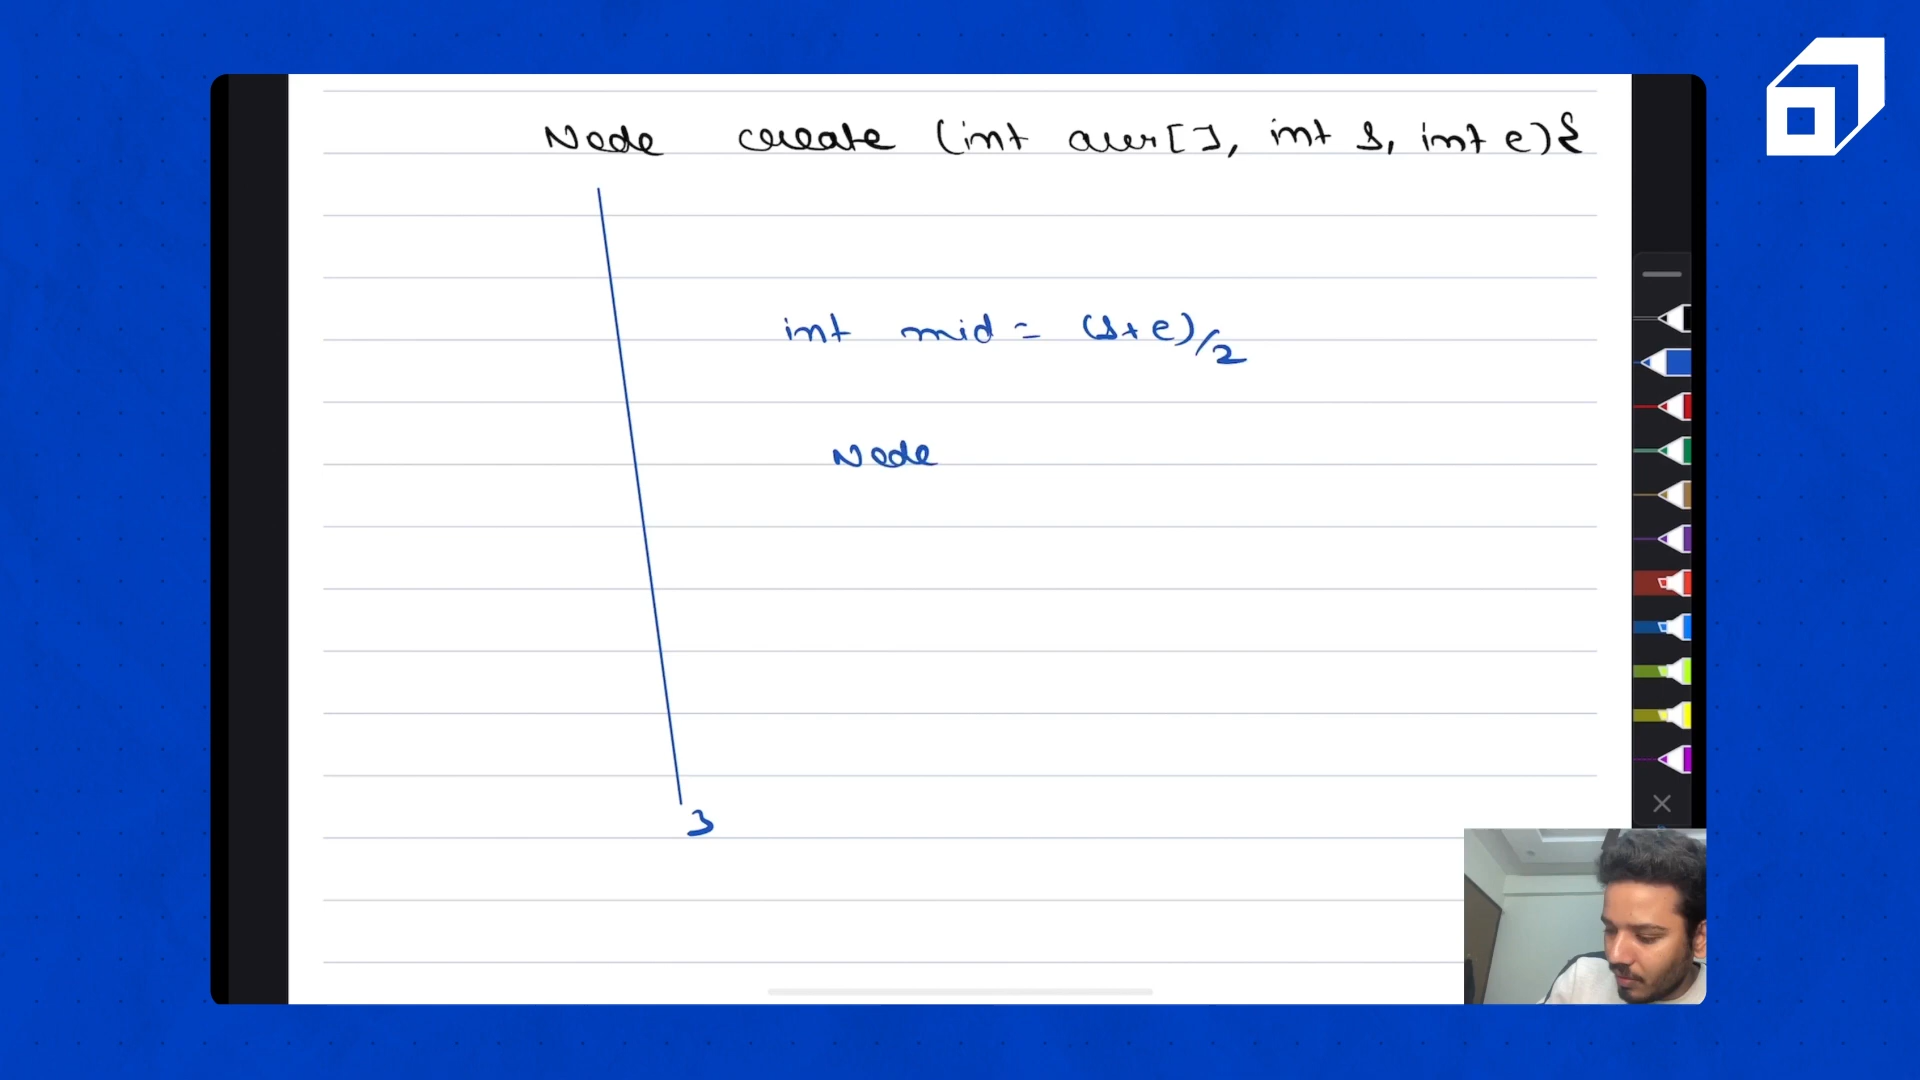 Node create (int arr[], int s, int e){
int mid = (s+e)/2
Node
}